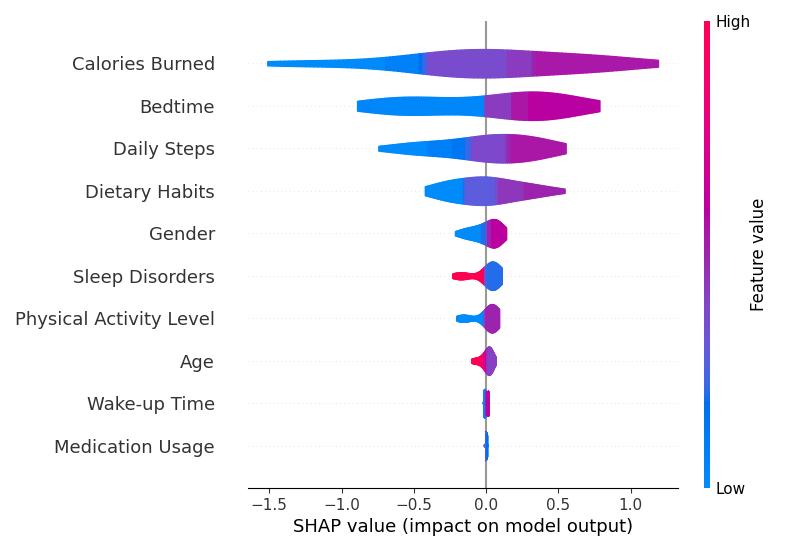 High
Calories Burned
Bedtime
Daily Steps
Dietary Habits
Gender
Sleep Disorders
Physical Activity Level
Age
Wake-up Time
Medication Usage
Feature value
Low
−1.5 −1.0 −0.5 0.0 0.5 1.0
SHAP value (impact on model output)